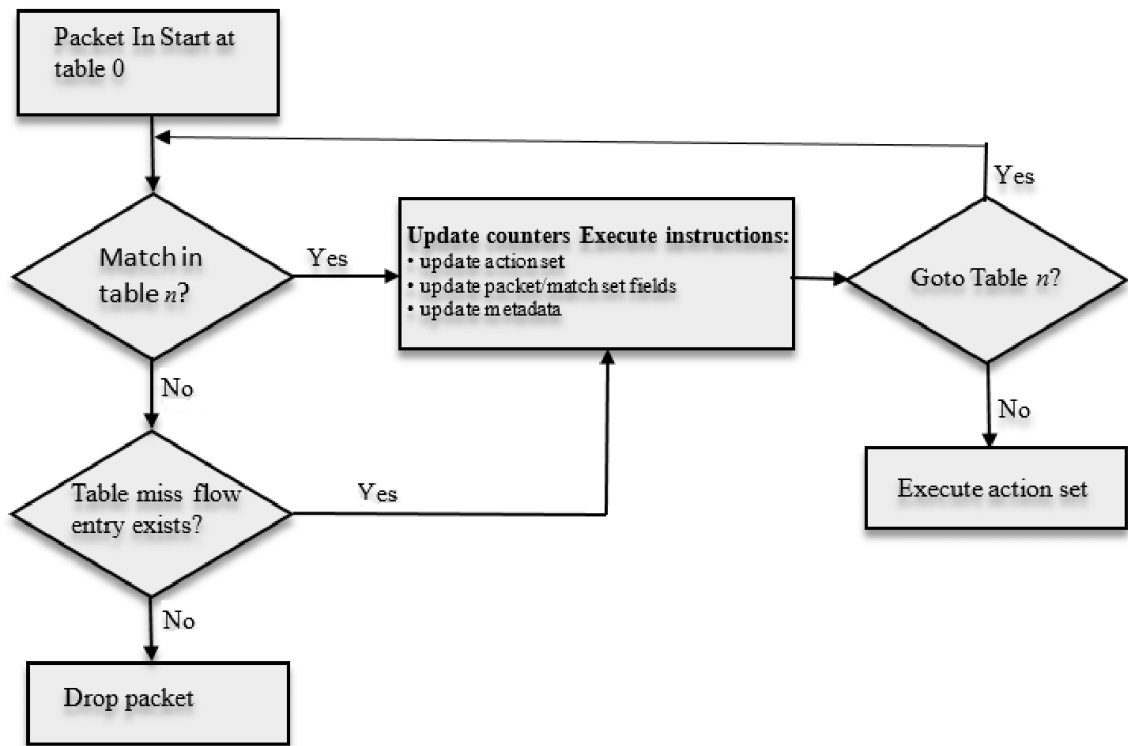 Packet In Start at
table 0
Yes
Match in
table n?
Yes
Update counters Execute instructions:
• update action set
• update packet/match set fields
• update metadata
Goto Table n?
No
No
Table miss flow
entry exists?
Yes
Execute action set
No
Drop packet